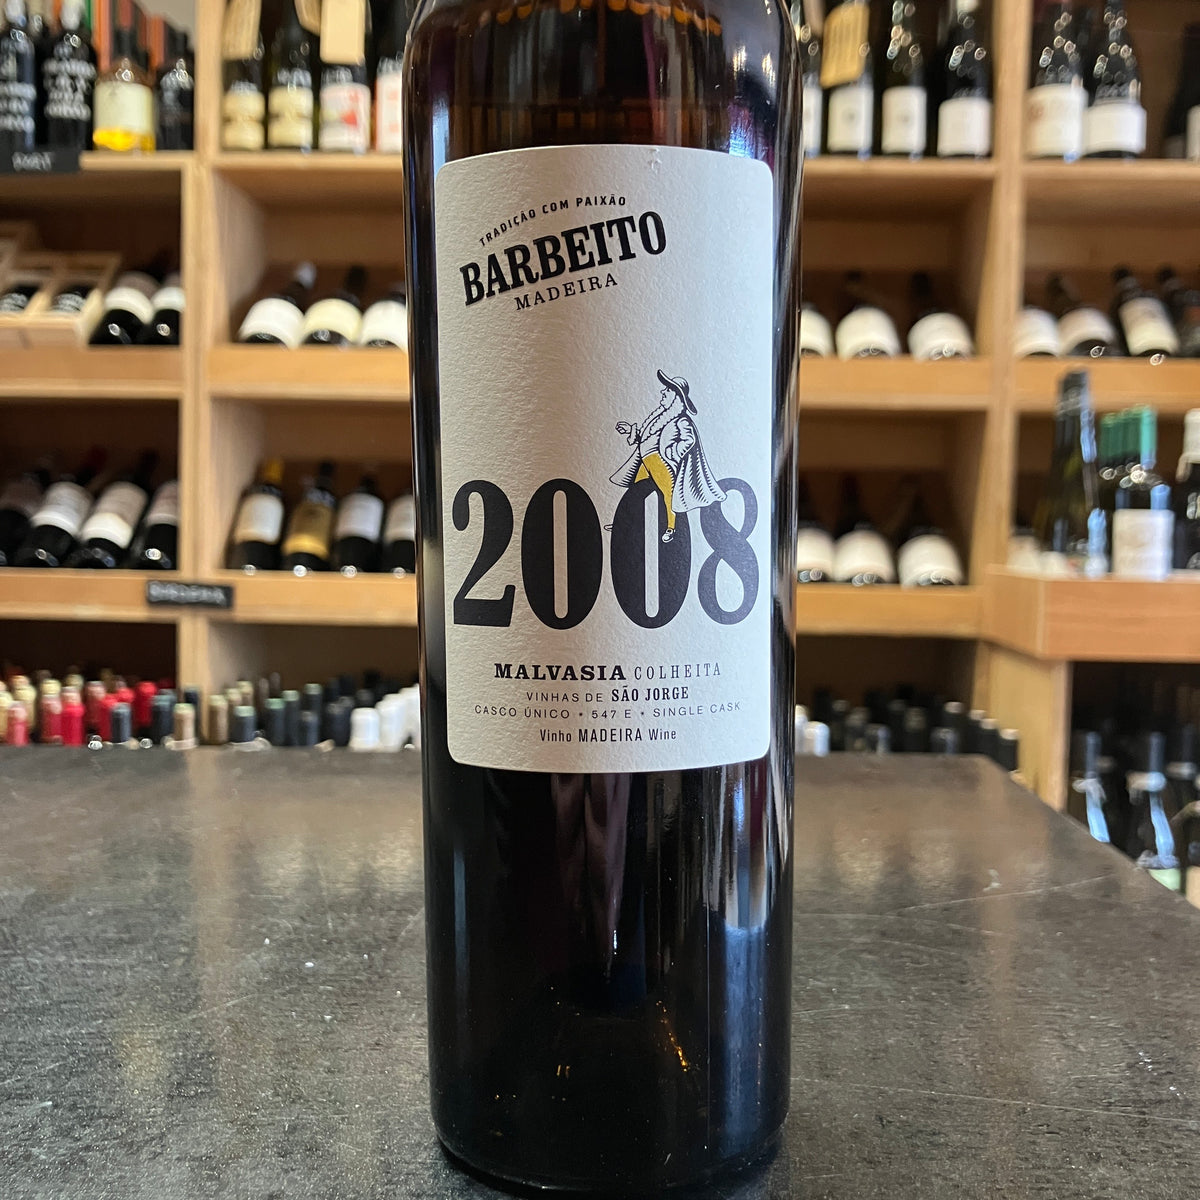 TRADIÇÃO COM PAIXÃO
BARBEITO
MADEIRA
2008
MALVASIA COLHEITA
VINHAS DE SÃO JORGE
CASCO ÚNICO • 547 E • SINGLE CASK
Vinho MADEIRA Wine